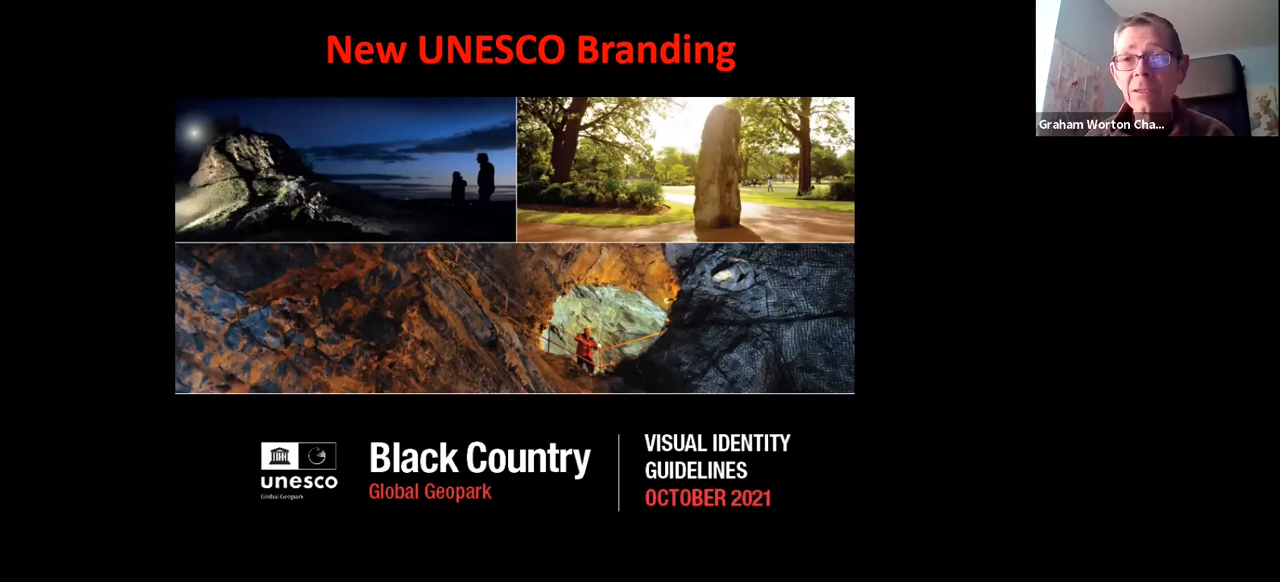 New UNESCO Branding
Graham Worton Cha...
unesco
Global Geopark
Black Country
Global Geopark
VISUAL IDENTITY
GUIDELINES
OCTOBER 2021